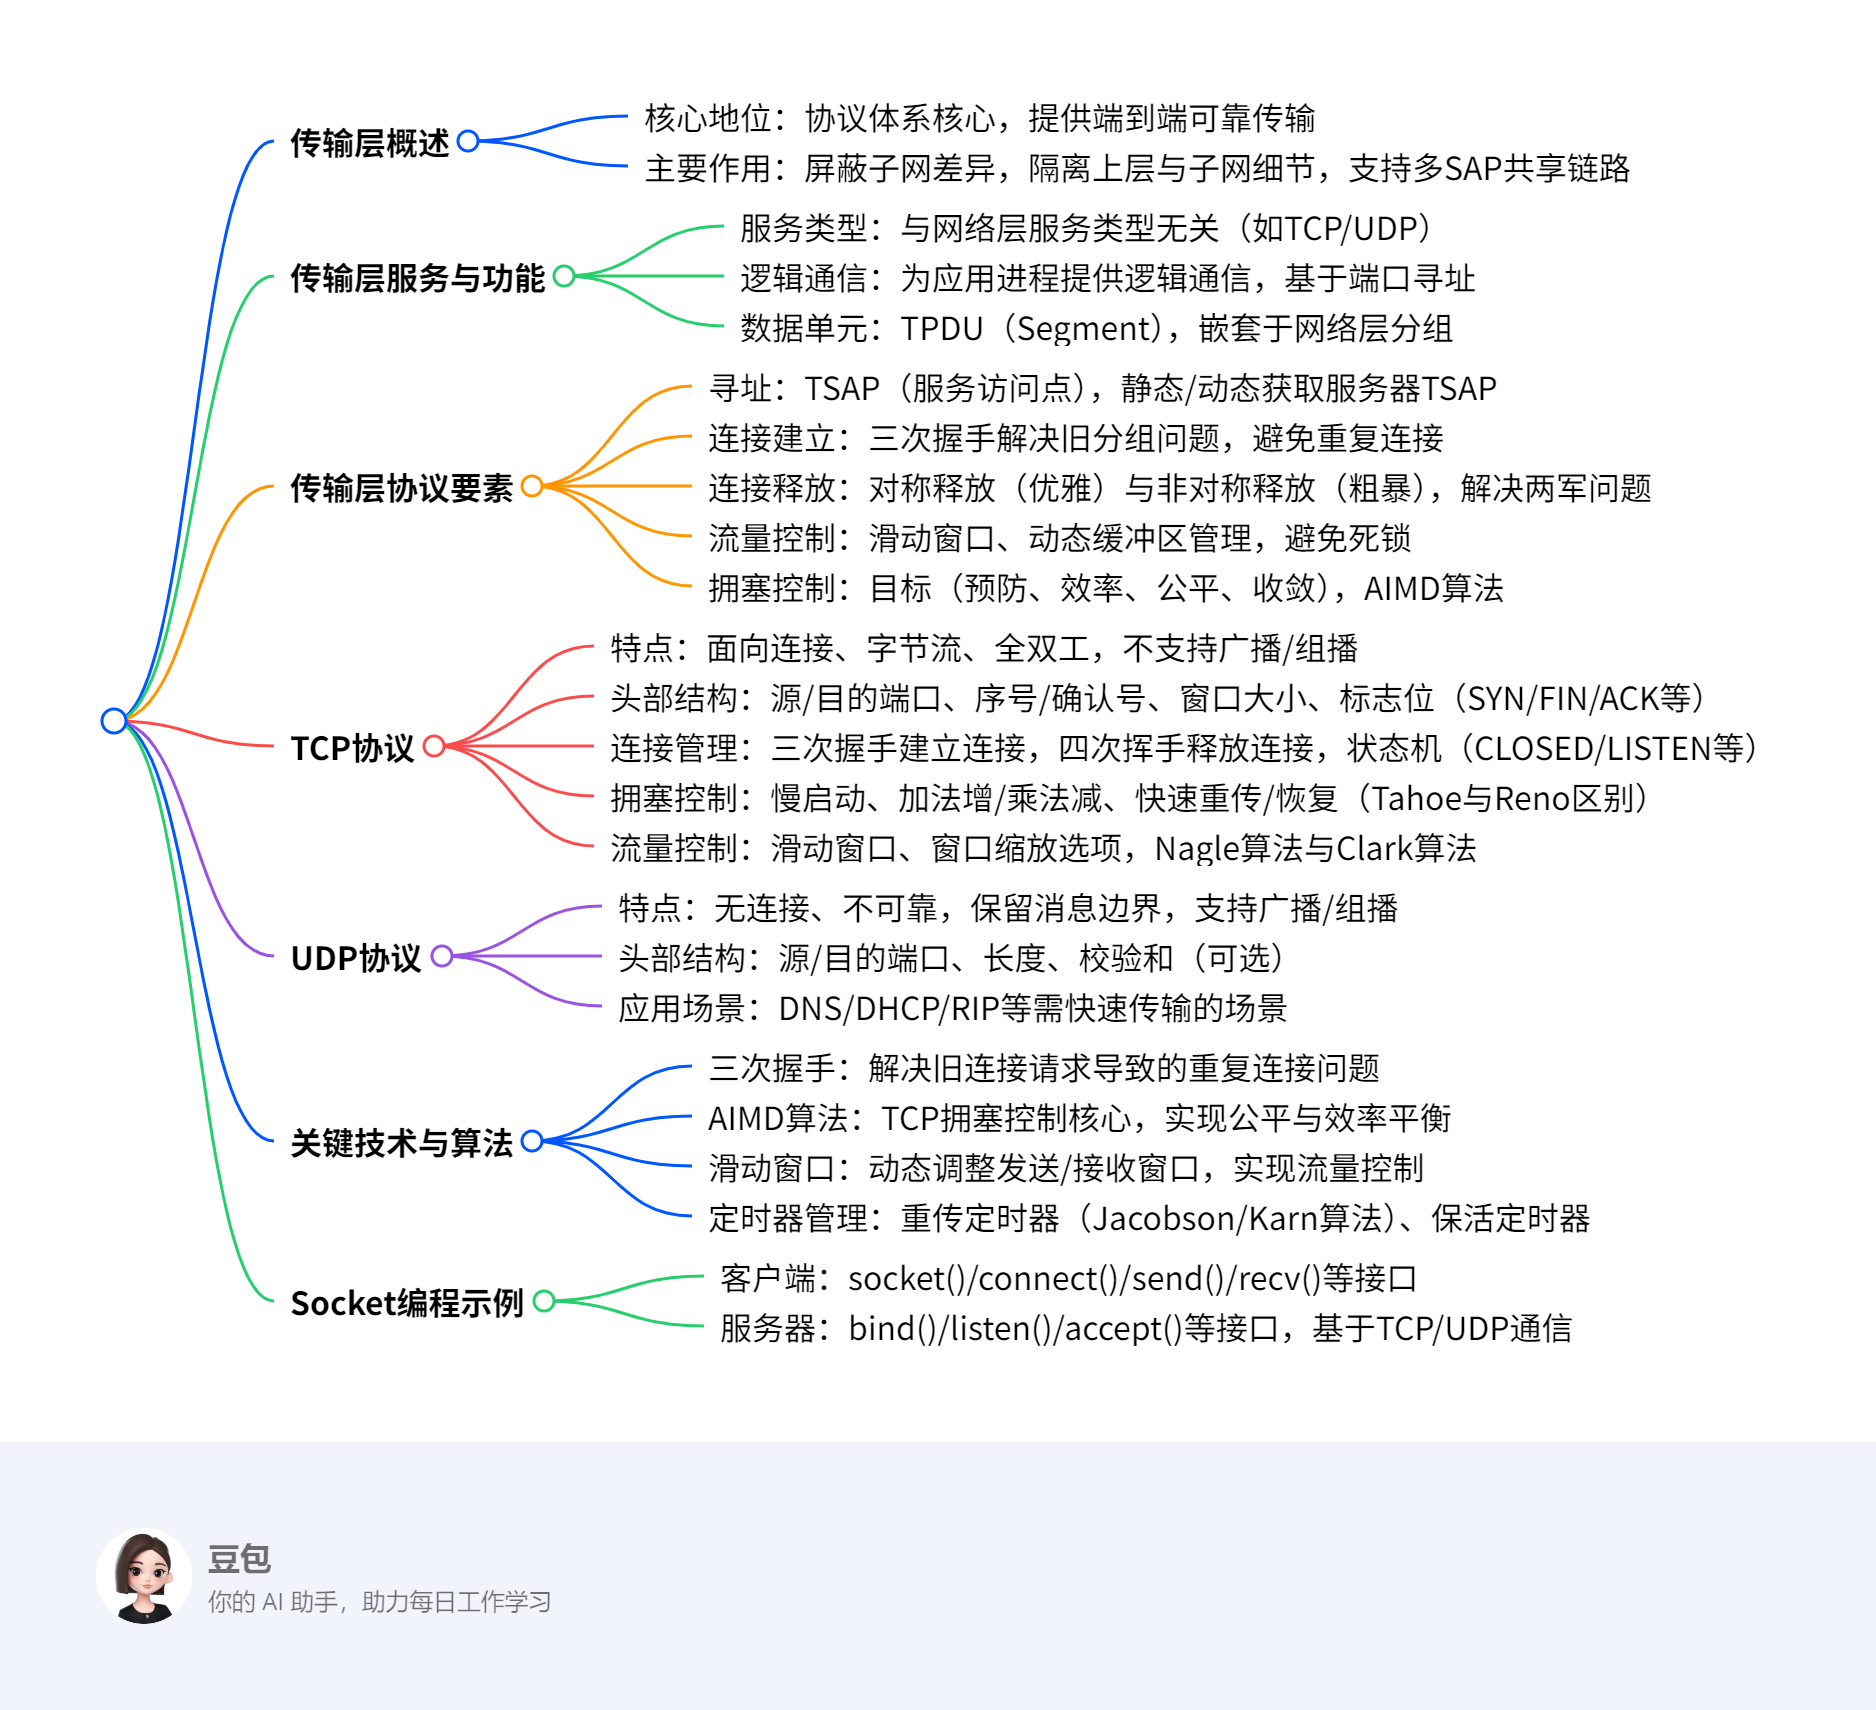 传输层概述
核心地位：协议体系核心，提供端到端可靠传输
主要作用：屏蔽子网差异，隔离上层与子网细节，支持多SAP共享链路
传输层服务与功能
服务类型：与网络层服务类型无关（如TCP/UDP）
逻辑通信：为应用进程提供逻辑通信，基于端口寻址
数据单元：TPDU（Segment），嵌套于网络层分组
传输层协议要素
寻址：TSAP（服务访问点），静态/动态获取服务器TSAP
连接建立：三次握手解决旧分组问题，避免重复连接
连接释放：对称释放（优雅）与非对称释放（粗暴），解决两军问题
流量控制：滑动窗口、动态缓冲区管理，避免死锁
拥塞控制：目标（预防、效率、公平、收敛），AIMD算法
TCP协议
特点：面向连接、字节流、全双工，不支持广播/组播
头部结构：源/目的端口、序号/确认号、窗口大小、标志位（SYN/FIN/ACK等）
连接管理：三次握手建立连接，四次挥手释放连接，状态机（CLOSED/LISTEN等）
拥塞控制：慢启动、加法增/乘法减、快速重传/恢复（Tahoe与Reno区别）
流量控制：滑动窗口、窗口缩放选项，Nagle算法与Clark算法
UDP协议
特点：无连接、不可靠，保留消息边界，支持广播/组播
头部结构：源/目的端口、长度、校验和（可选）
应用场景：DNS/DHCP/RIP等需快速传输的场景
关键技术与算法
三次握手：解决旧连接请求导致的重复连接问题
AIMD算法：TCP拥塞控制核心，实现公平与效率平衡
滑动窗口：动态调整发送/接收窗口，实现流量控制
定时器管理：重传定时器（Jacobson/Karn算法）、保活定时器
Socket编程示例
客户端：socket()/connect()/send()/recv()等接口
服务器：bind()/listen()/accept()等接口，基于TCP/UDP通信
豆包
你的 AI 助手，助力每日工作学习